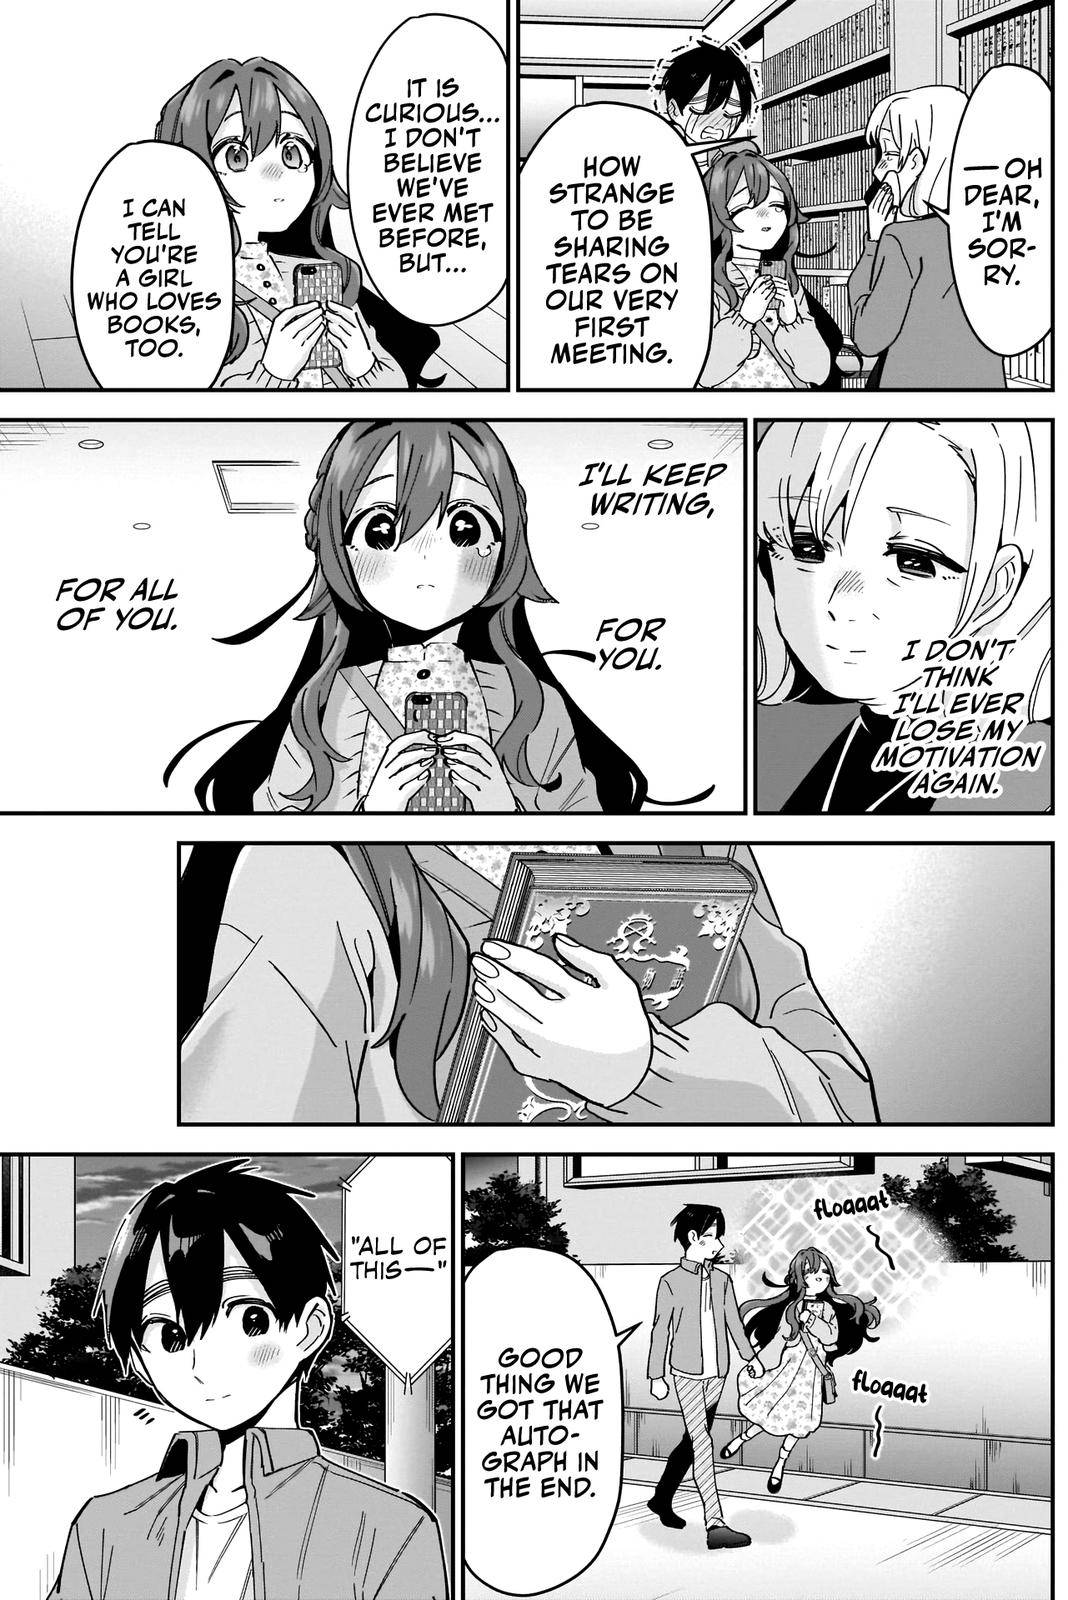 — OH
DEAR,
I'M
SOR-
RY.
HOW
STRANGE
TO BE
SHARING
TEARS ON
OUR VERY
FIRST
MEETING.
IT IS
CURIOUS...
I DON'T
BELIEVE
WE'VE
EVER MET
BEFORE,
BUT...
I CAN
TELL
YOU'RE
A GIRL
WHO LOVES
BOOKS,
TOO.
I DON'T
THINK
I'LL EVER
LOSE MY
MOTIVATION
AGAIN.
I'LL KEEP
WRITING,
FOR
YOU.
FOR ALL
OF YOU.
floaaat
floaaat
GOOD
THING WE
GOT THAT
AUTO-
GRAPH IN
THE END.
"ALL OF
THIS—"